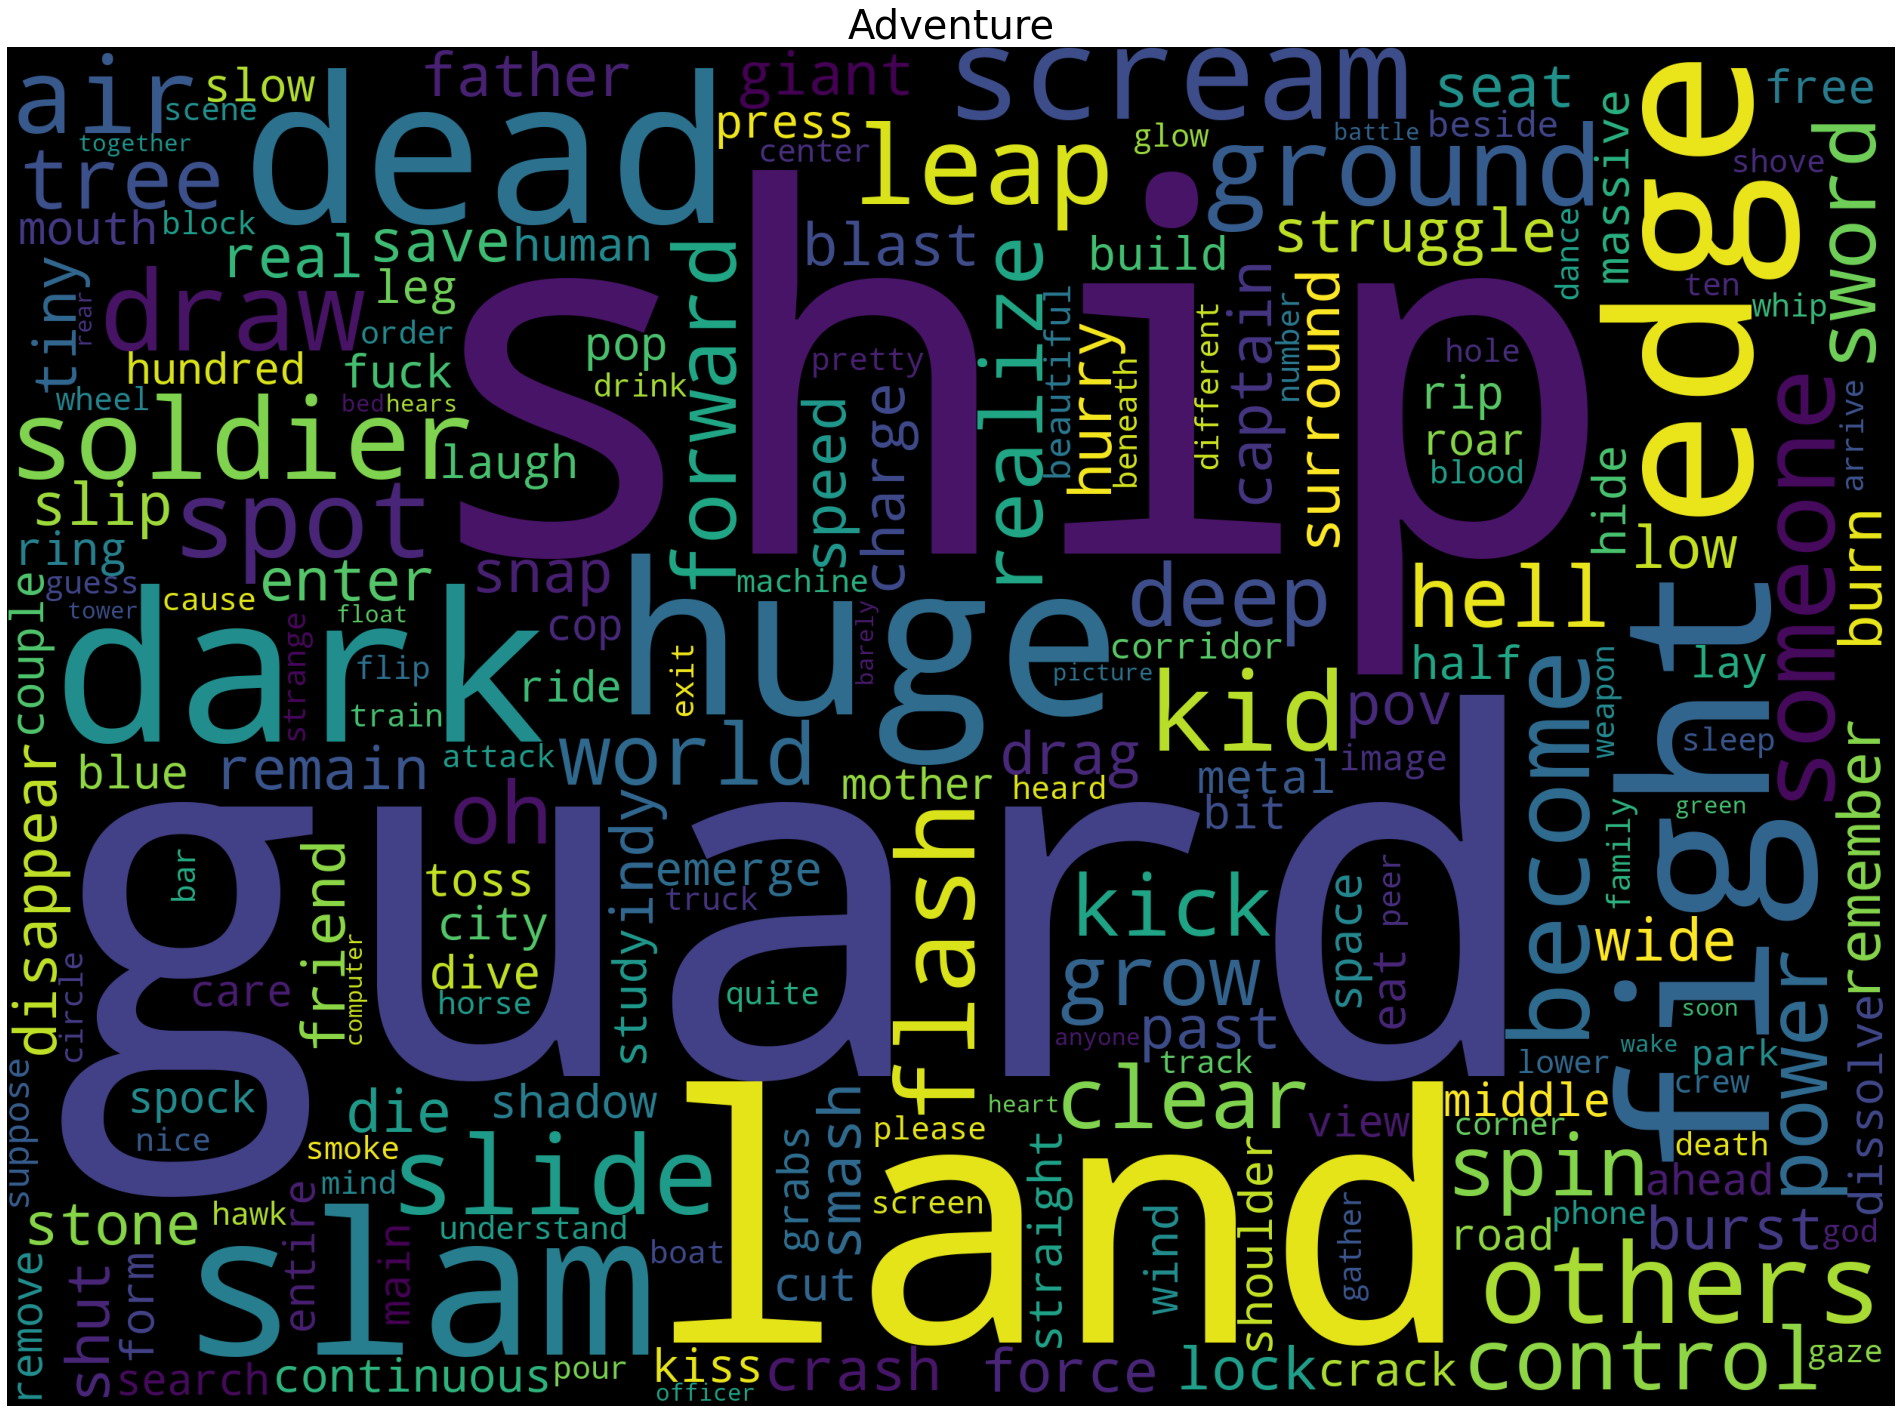 Adventure
air
slow
father
giant
scream
seat
edge
free
scene
together
dead
press
center
leap
glow
battle
beside
ground
massive
shove
sword
tree
mouth
block
real
save
human
forward
blast
realize
build
struggle
dance
ten
whip
tiny
rear
draw
leg
order
ship
pop
pretty
beautiful
hurry
different
captain
number
surround
hole
hundred
fuck
drink
wheel
bed
hears
speed
charge
beneath
rip
roar
blood
someone
arrive
soldier
laugh
slip
spot
hide
low
burn
ring
enter
snap
machine
deep
hell
fight
couple
guess
tower
cause
strange
float
dark
flip
cop
huge
barely
corridor
half
lay
ride
exit
picture
train
kid
pov
become
weapon
sleep
remember
disappear
blue
remain
attack
world
mother
drag
heard
metal
image
bit
green
family
oh
studyindy
guard
bar
friend
toss
emerge
truck
flash
kick
peer
eat
space
city
wide
power
circle
care
computer
dive
horse
quite
grow
past
anyone
soon
dissolve
suppose
spock
nice
die
shadow
heart
clear
track
lower
wake
park
crew
view
middle
corner
death
smoke
mind
slide
land
grabs
smash
please
straight
shoulder
spin
ahead
stone
hawk
entire
main
understand
screen
wind
gather
road
phone
burst
god
remove
shut
form
slam
boat
cut
others
search
continuous
pour
kiss
officer
crash
force
lock
crack
control
gaze